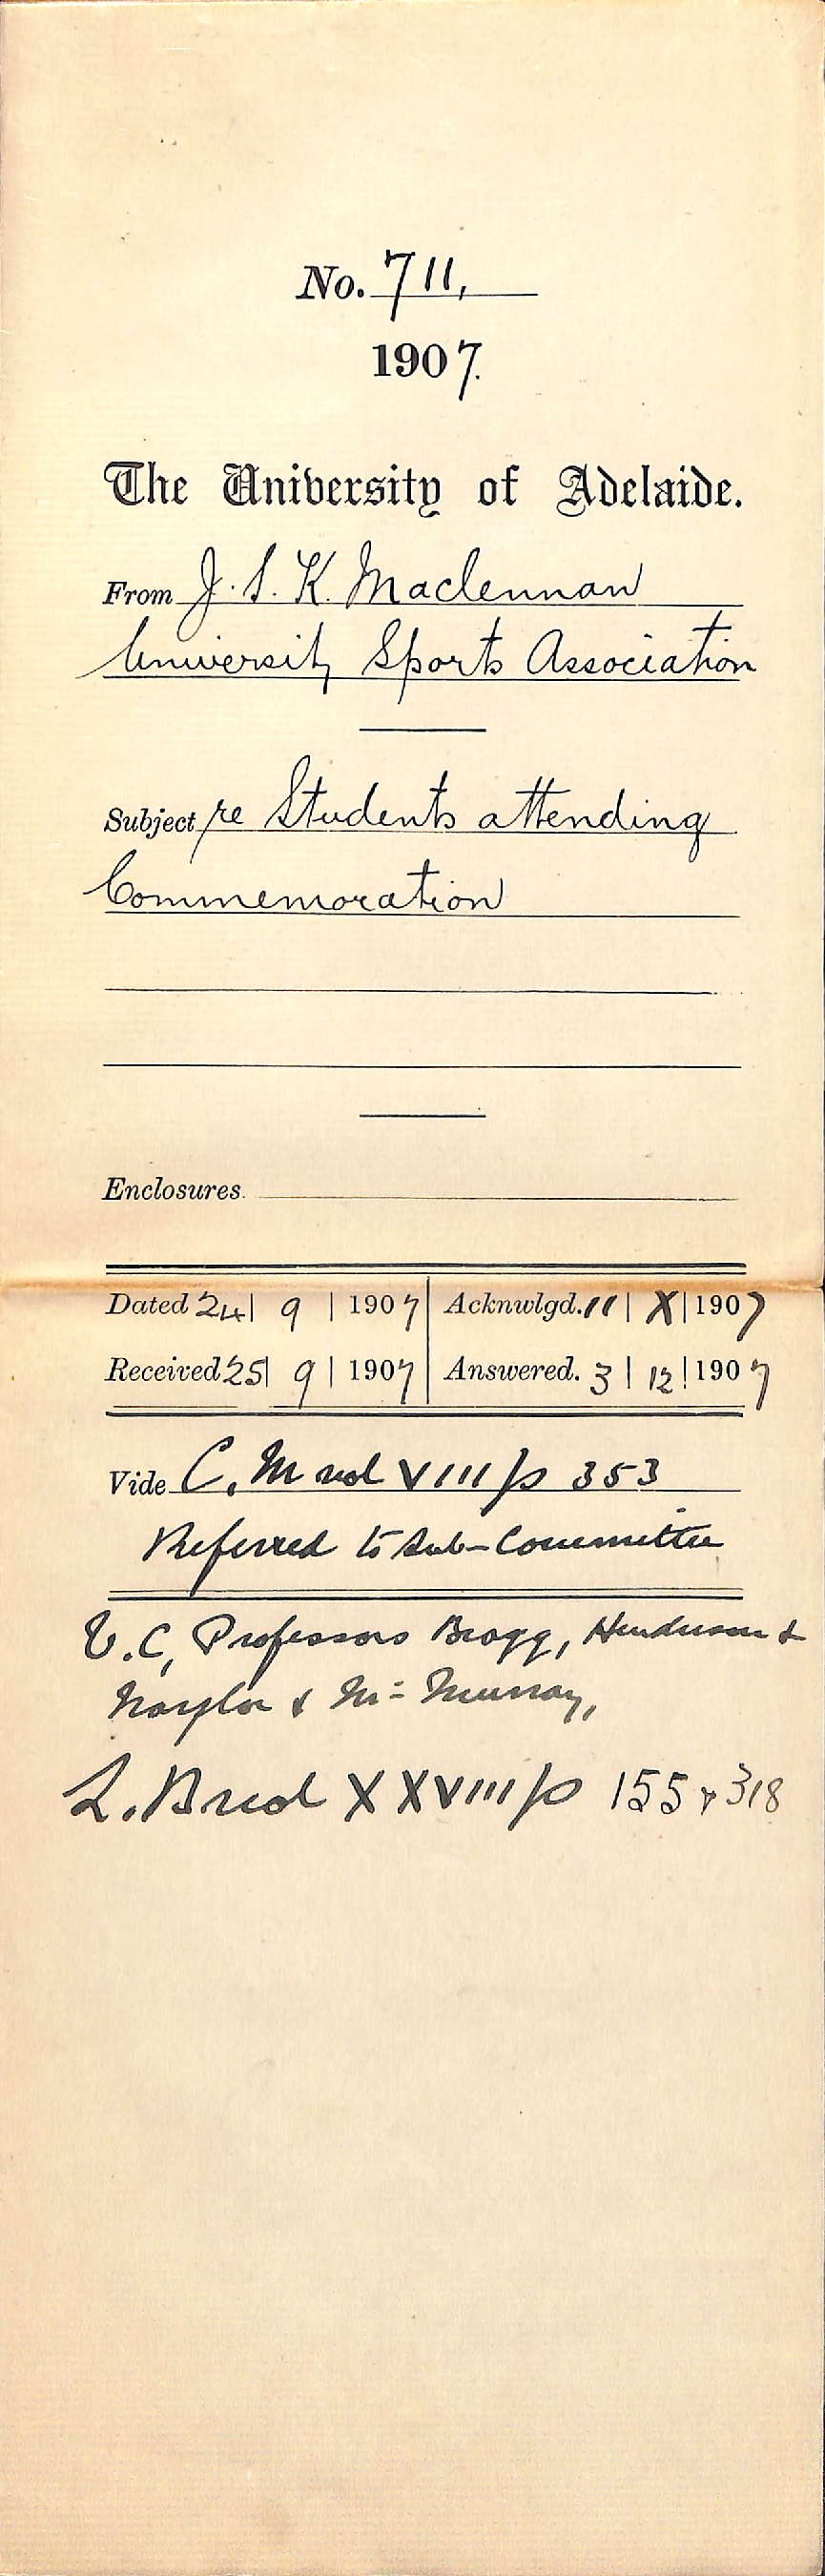 No. 711,
1907.
The University of Adelaide.
From J. S. K. Maclennan
University Sports Association
Subject re Students attending
Commemoration
Enclosures.
Dated 24 | 9 | 1907 Acknwlgd. 11 | X | 1907
Received 25 | 9 | 1907 Answered. 3 | 12 | 1907
Vide C. M vol VIII p 353
Referred to Sub-Committee
V.C, Professors Bragg, Henderson &
Naylor & Mr Murray,
L. B vol XXVIII p 155 & 318